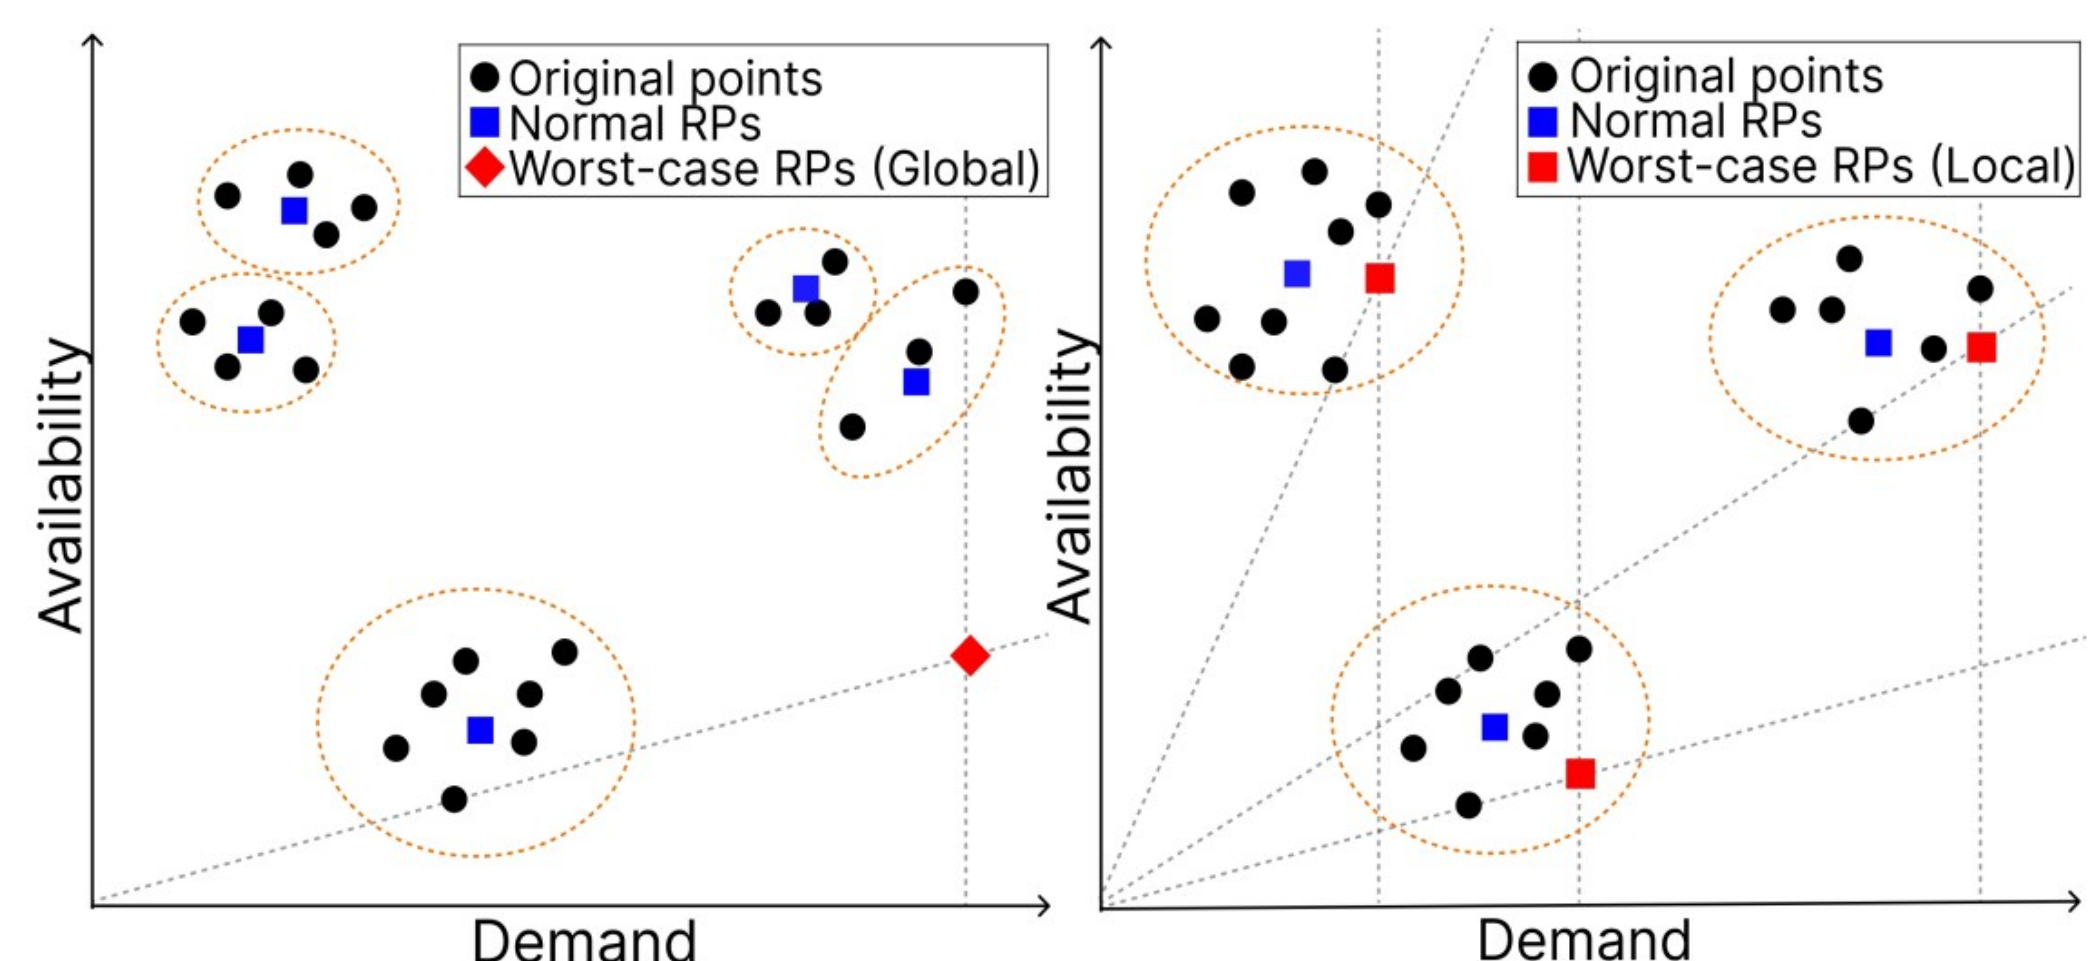 Original points
Normal RPs
Worst-case RPs (Global)
Availability
Demand
Original points
Normal RPs
Worst-case RPs (Local)
Availability
Demand